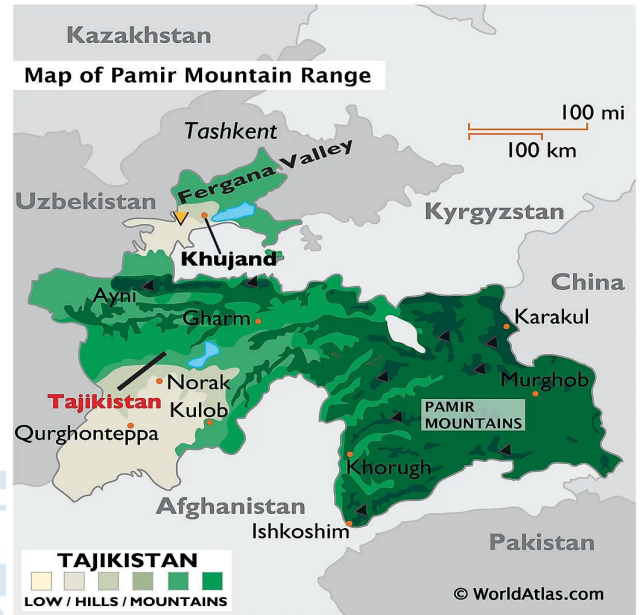 Kazakhstan
Map of Pamir Mountain Range
100 mi
100 km
Tashkent
Fergana Valley
Uzbekistan
Kyrgyzstan
Khujand
China
Ayni
Gharm
Karakul
Norak
Murghob
Tajikistan
Kulob
PAMIR
MOUNTAINS
Qurghonteppa
Khorugh
Afghanistan
Ishkoshim
Pakistan
TAJIKISTAN
LOW / HILLS / MOUNTAINS
© WorldAtlas.com